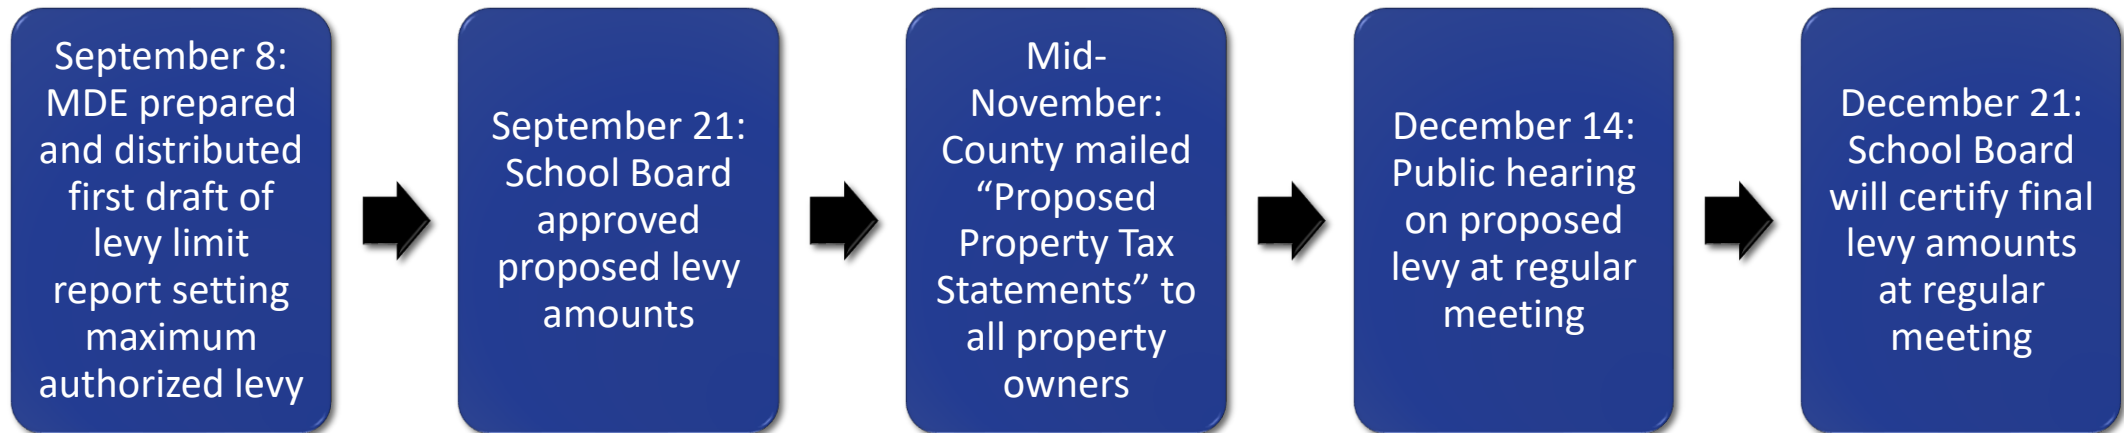 September 8:
MDE prepared
and distributed
first draft of
levy limit
report setting
maximum
authorized levy
September 21:
School Board
approved
proposed levy
amounts
Mid-
November:
County mailed
“Proposed
Property Tax
Statements” to
all property
owners
December 14:
Public hearing
on proposed
levy at regular
meeting
December 21:
School Board
will certify final
levy amounts
at regular
meeting